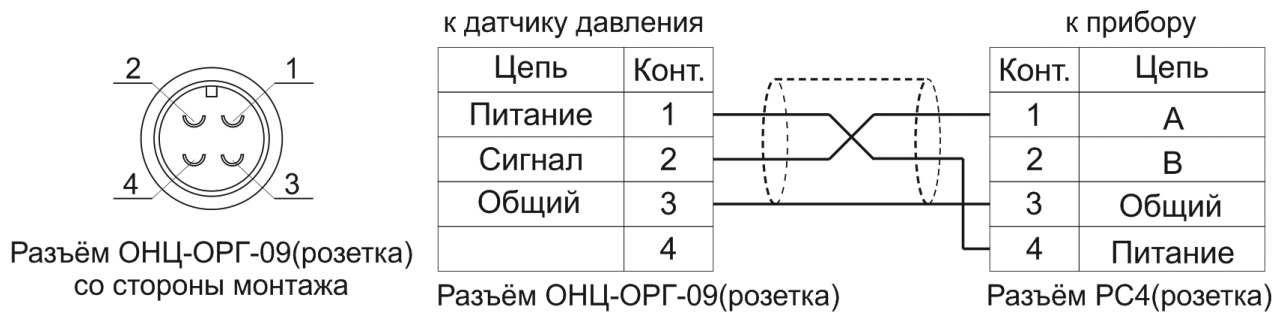 2 1
4 3
Разъём ОНЦ-ОРГ-09(розетка)
со стороны монтажа
к датчику давления
Цепь Конт.
Питание 1
Сигнал 2
Общий 3
4
Разъём ОНЦ-ОРГ-09(розетка)
к прибору
Конт. Цепь
1 А
2 В
3 Общий
4 Питание
Разъём РС4(розетка)